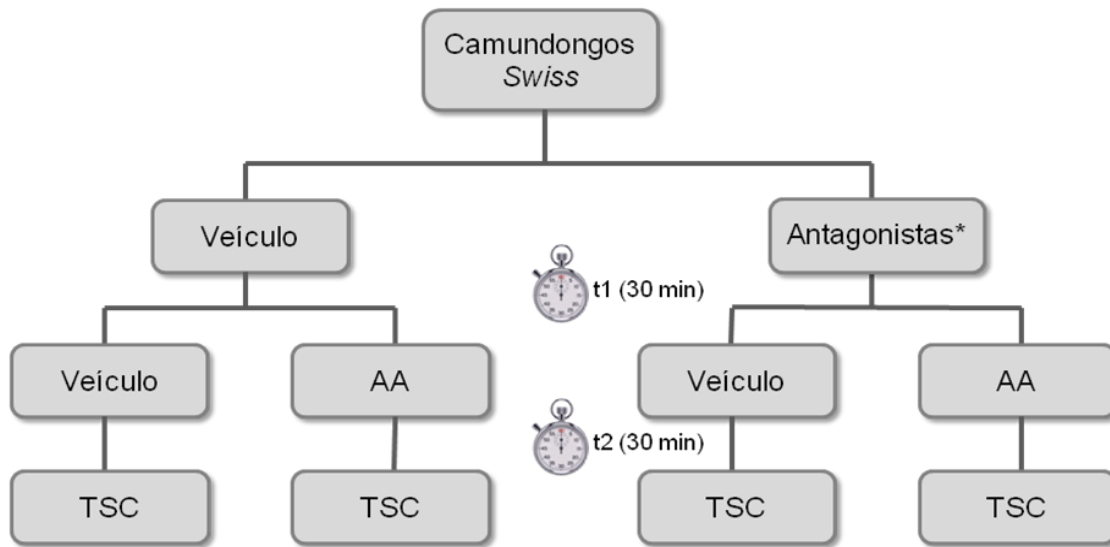 Camundongos
Swiss
Veículo
Antagonistas*
t1 (30 min)
Veículo
AA
Veículo
AA
t2 (30 min)
TSC
TSC
TSC
TSC